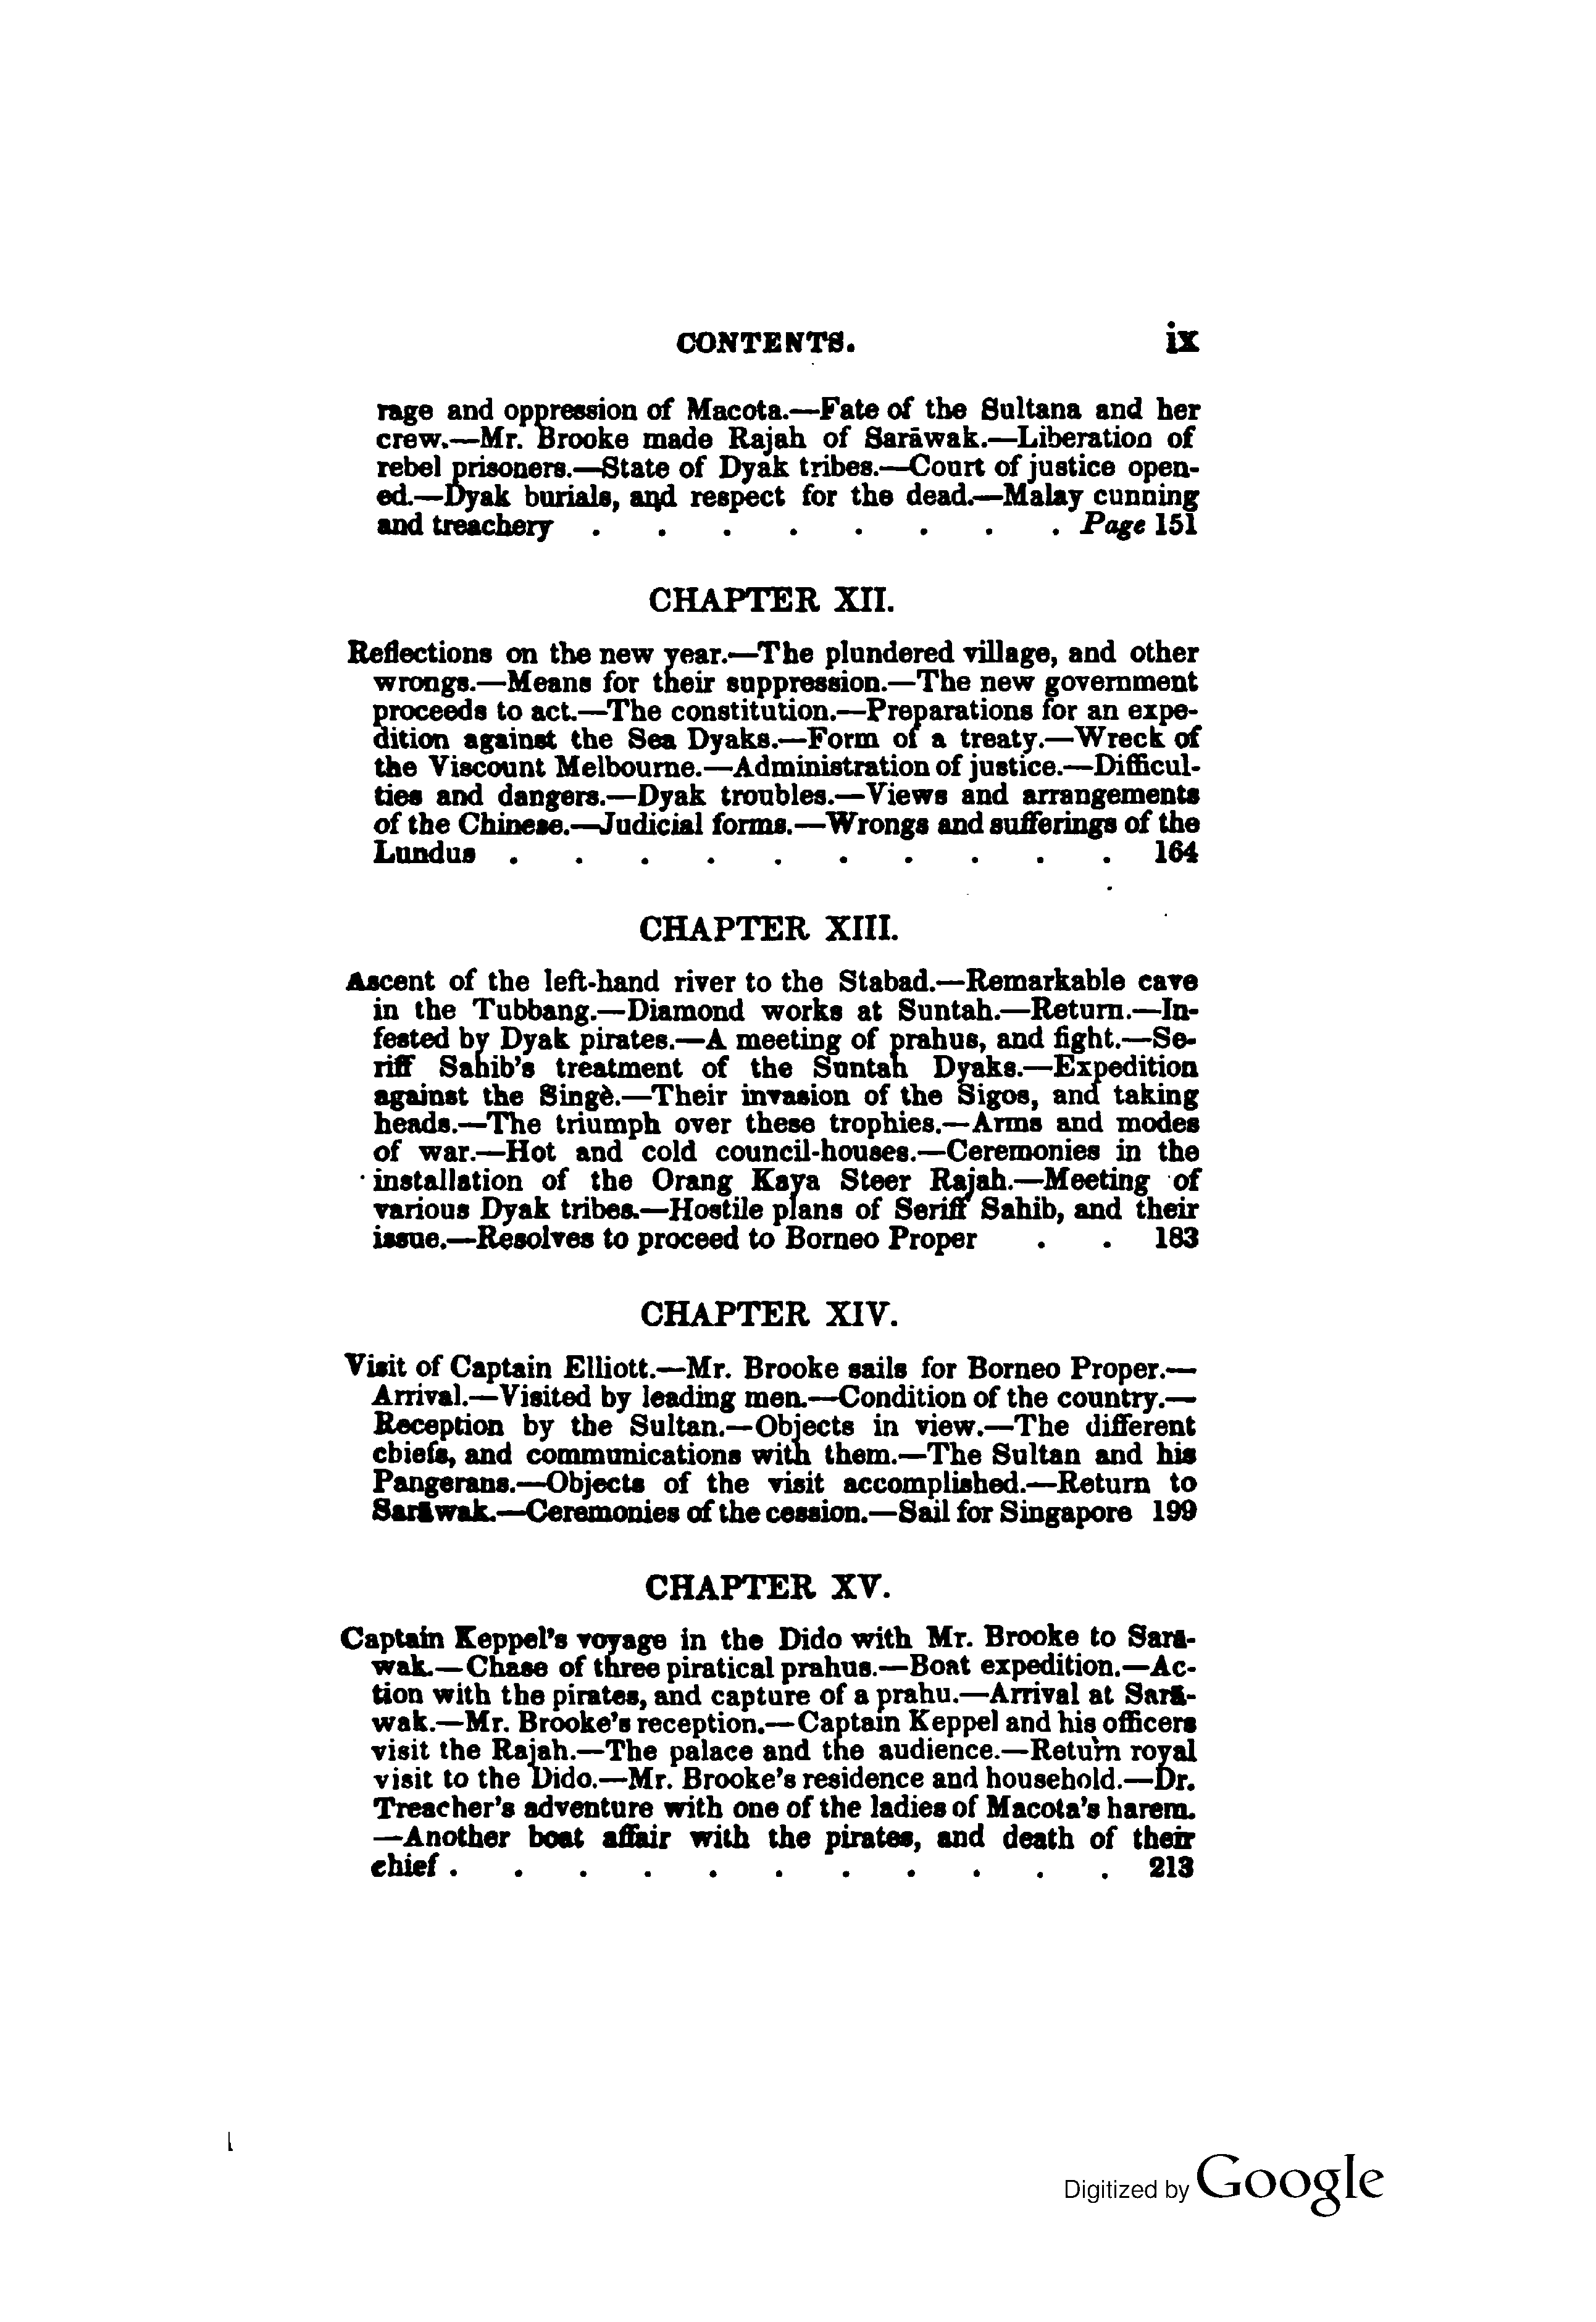 CONTENTS. ix
rage and oppression of Macota.—Fate of the Sultana and her
crew.—Mr. Brooke made Rajah of Sarāwak.—Liberation of
rebel prisoners.—State of Dyak tribes.—Court of justice open-
ed.—Dyak burials, and respect for the dead.—Malay cunning
and treachery . . . . . . . . Page 151
CHAPTER XII.
Reflections on the new year.—The plundered village, and other
wrongs.—Means for their suppression.—The new government
proceeds to act.—The constitution.—Preparations for an expe-
dition against the Sea Dyaks.—Form of a treaty.—Wreck of
the Viscount Melbourne.—Administration of justice.—Difficul-
ties and dangers.—Dyak troubles.—Views and arrangements
of the Chinese.—Judicial forms.—Wrongs and sufferings of the
Lundus . . . . . . . . . . 164
CHAPTER XIII.
Ascent of the left-hand river to the Stabad.—Remarkable cave
in the Tubbang.—Diamond works at Suntah.—Return.—In-
fested by Dyak pirates.—A meeting of prahus, and fight.—Se-
riff Sahib's treatment of the Suntah Dyaks.—Expedition
against the Singè.—Their invasion of the Sigos, and taking
heads.—The triumph over these trophies.—Arms and modes
of war.—Hot and cold council-houses.—Ceremonies in the
installation of the Orang Kaya Steer Rajah.—Meeting of
various Dyak tribes.—Hostile plans of Seriff Sahib, and their
issue.—Resolves to proceed to Borneo Proper . . 183
CHAPTER XIV.
Visit of Captain Elliott.—Mr. Brooke sails for Borneo Proper.—
Arrival.—Visited by leading men.—Condition of the country.—
Reception by the Sultan.—Objects in view.—The different
chiefs, and communications with them.—The Sultan and his
Pangerans.—Objects of the visit accomplished.—Return to
Sarāwak.—Ceremonies of the cession.—Sail for Singapore 199
CHAPTER XV.
Captain Keppel's voyage in the Dido with Mr. Brooke to Sarā-
wak.—Chase of three piratical prahus.—Boat expedition.—Ac-
tion with the pirates, and capture of a prahu.—Arrival at Sarā-
wak.—Mr. Brooke's reception.—Captain Keppel and his officers
visit the Rajah.—The palace and the audience.—Return royal
visit to the Dido.—Mr. Brooke's residence and household.—Dr.
Treacher's adventure with one of the ladies of Macota's harem.
—Another boat affair with the pirates, and death of their
chief . . . . . . . . . . . 213
Digitized by Google